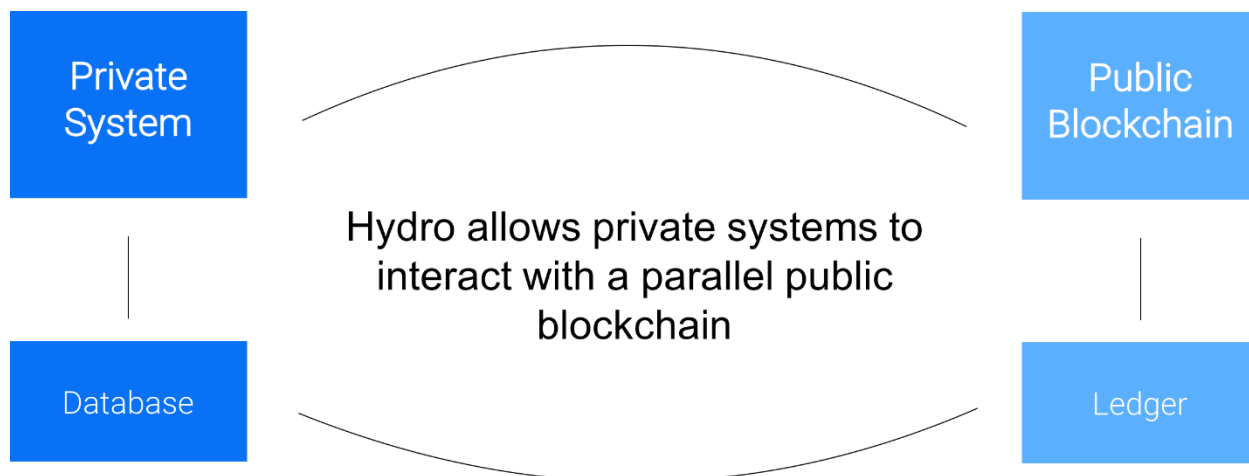 Private
System
Public
Blockchain
Hydro allows private systems to
interact with a parallel public
blockchain
Database
Ledger